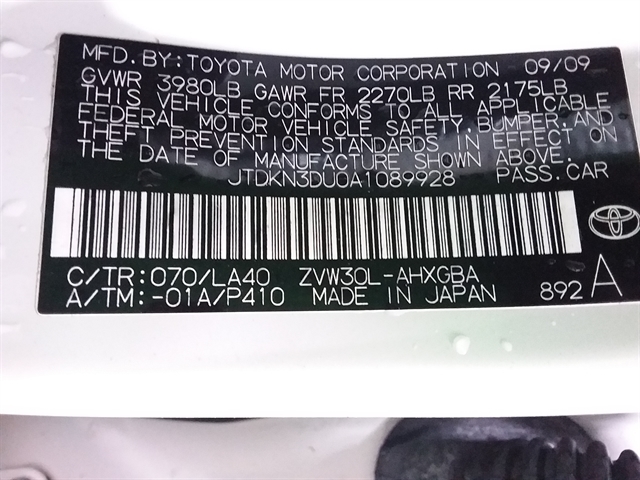 MFD. BY: TOYOTA MOTOR CORPORATION 09/09
GVWR 3980LB GAWR FR 2270LB RR 2175LB
THIS VEHICLE CONFORMS TO ALL APPLICABLE
FEDERAL MOTOR VEHICLE SAFETY, BUMPER, AND
THEFT PREVENTION STANDARDS IN EFFECT ON
THE DATE OF MANUFACTURE SHOWN ABOVE.
JTDKN3DU0A1089928 PASS. CAR
C/TR: 070/LA40 ZVW30L-AHXGBA
A/TM: -01A/P410 MADE IN JAPAN 892 A